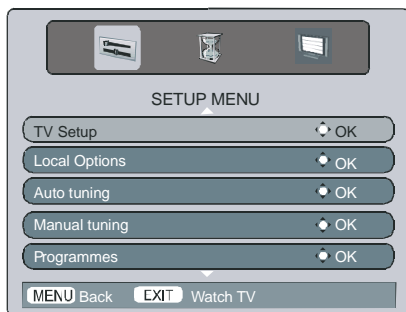 SETUP MENU
TV Setup OK
Local Options OK
Auto tuning OK
Manual tuning OK
Programmes OK
MENU Back EXIT Watch TV